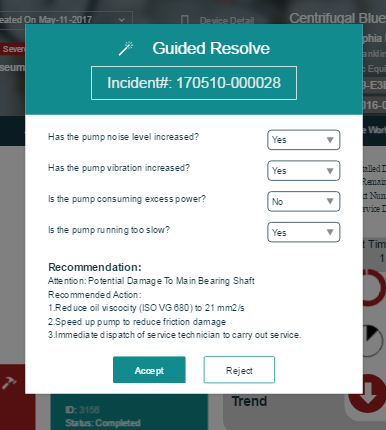 eated On May-11-2017
Device Detail
Centrifugal Blue
Severe
Guided Resolve
Incident#: 170510-000028
Has the pump noise level increased?
Yes
Has the pump vibration increased?
Yes
Is the pump consuming excess power?
No
Is the pump running too slow?
Yes
Recommendation:
Attention: Potential Damage To Main Bearing Shaft
Recommended Action:
1.Reduce oil viscosity (ISO VG 680) to 21 mm2/s
2.Speed up pump to reduce friction damage
3.Immediate dispatch of service technician to carry out service.
Accept
Reject
ID: 3156
Status: Completed
Trend